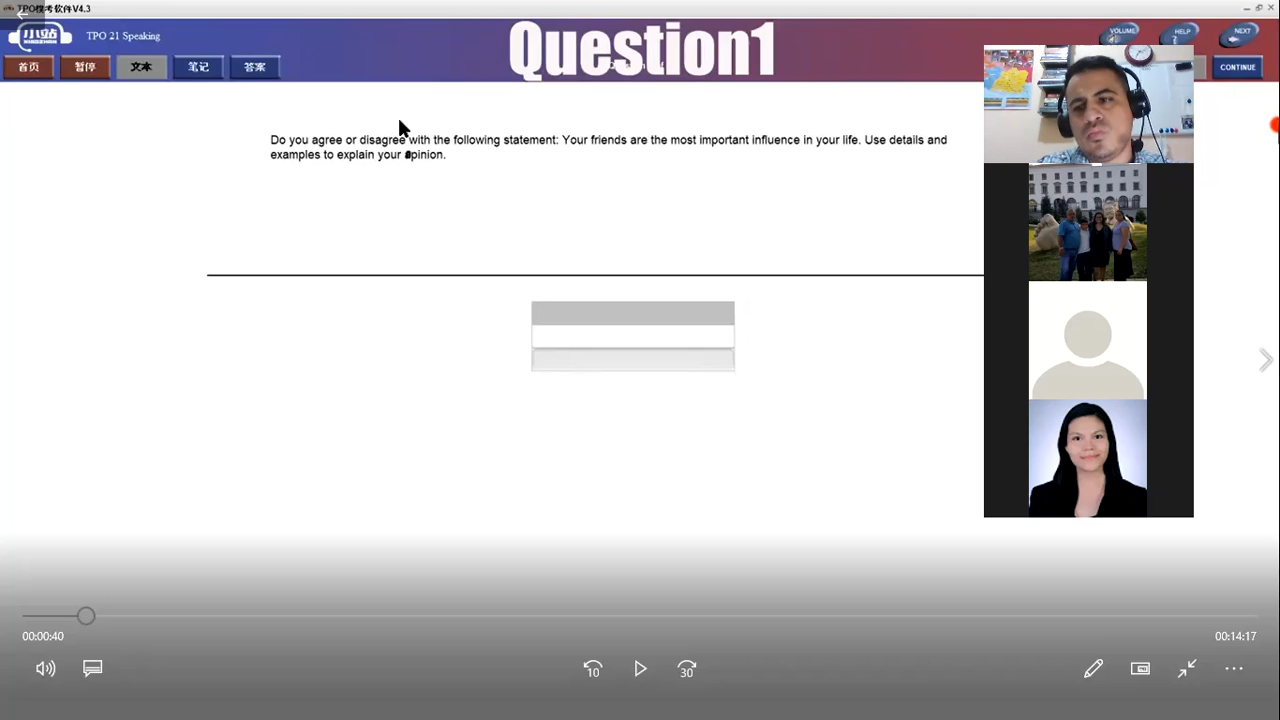 TPO模考软件V4.3
小站
TPO 21 Speaking
Question1
VOLUME
HELP
NEXT
首页
暂停
文本
笔记
答案
CONTINUE
Do you agree or disagree with the following statement: Your friends are the most important influence in your life. Use details and
examples to explain your opinion.
00:00:40
00:14:17
10
30